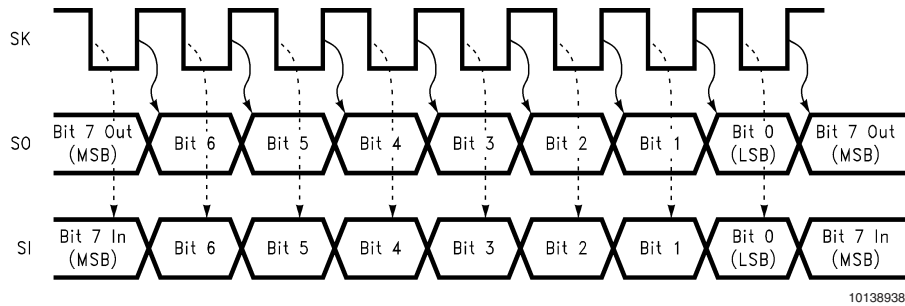 SK
SO
Bit 7 Out
(MSB)
Bit 6
Bit 5
Bit 4
Bit 3
Bit 2
Bit 1
Bit 0
(LSB)
Bit 7 Out
(MSB)
SI
Bit 7 In
(MSB)
Bit 6
Bit 5
Bit 4
Bit 3
Bit 2
Bit 1
Bit 0
(LSB)
Bit 7 In
(MSB)
10138938